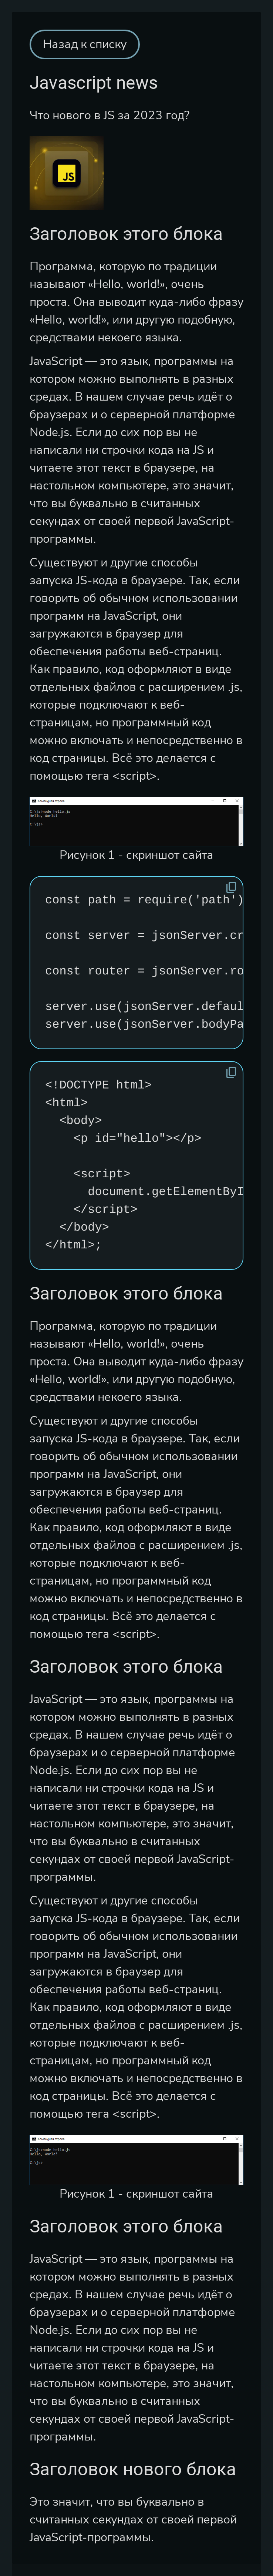 Назад к списку
Javascript news
Что нового в JS за 2023 год?
JS
Заголовок этого блока
Программа, которую по традиции
называют «Hello, world!», очень
проста. Она выводит куда-либо фразу
«Hello, world!», или другую подобную,
средствами некоего языка.
JavaScript — это язык, программы на
котором можно выполнять в разных
средах. В нашем случае речь идёт о
браузерах и о серверной платформе
Node.js. Если до сих пор вы не
написали ни строчки кода на JS и
читаете этот текст в браузере, на
настольном компьютере, это значит,
что вы буквально в считанных
секундах от своей первой JavaScript-
программы.
Существуют и другие способы
запуска JS-кода в браузере. Так, если
говорить об обычном использовании
программ на JavaScript, они
загружаются в браузер для
обеспечения работы веб-страниц.
Как правило, код оформляют в виде
отдельных файлов с расширением .js,
которые подключают к веб-
страницам, но программный код
можно включать и непосредственно в
код страницы. Всё это делается с
помощью тега <script>.
Командная строка
C:\js>node hello.js
Hello, World!
C:\js>
Рисунок 1 - скриншот сайта
const path = require('path')
const server = jsonServer.cr
const router = jsonServer.ro
server.use(jsonServer.defaul
server.use(jsonServer.bodyPa
<!DOCTYPE html>
<html>
<body>
<p id="hello"></p>
<script>
document.getElementByI
</script>
</body>
</html>;
Заголовок этого блока
Программа, которую по традиции
называют «Hello, world!», очень
проста. Она выводит куда-либо фразу
«Hello, world!», или другую подобную,
средствами некоего языка.
Существуют и другие способы
запуска JS-кода в браузере. Так, если
говорить об обычном использовании
программ на JavaScript, они
загружаются в браузер для
обеспечения работы веб-страниц.
Как правило, код оформляют в виде
отдельных файлов с расширением .js,
которые подключают к веб-
страницам, но программный код
можно включать и непосредственно в
код страницы. Всё это делается с
помощью тега <script>.
Заголовок этого блока
JavaScript — это язык, программы на
котором можно выполнять в разных
средах. В нашем случае речь идёт о
браузерах и о серверной платформе
Node.js. Если до сих пор вы не
написали ни строчки кода на JS и
читаете этот текст в браузере, на
настольном компьютере, это значит,
что вы буквально в считанных
секундах от своей первой JavaScript-
программы.
Существуют и другие способы
запуска JS-кода в браузере. Так, если
говорить об обычном использовании
программ на JavaScript, они
загружаются в браузер для
обеспечения работы веб-страниц.
Как правило, код оформляют в виде
отдельных файлов с расширением .js,
которые подключают к веб-
страницам, но программный код
можно включать и непосредственно в
код страницы. Всё это делается с
помощью тега <script>.
Командная строка
C:\js>node hello.js
Hello, World!
C:\js>
Рисунок 1 - скриншот сайта
Заголовок этого блока
JavaScript — это язык, программы на
котором можно выполнять в разных
средах. В нашем случае речь идёт о
браузерах и о серверной платформе
Node.js. Если до сих пор вы не
написали ни строчки кода на JS и
читаете этот текст в браузере, на
настольном компьютере, это значит,
что вы буквально в считанных
секундах от своей первой JavaScript-
программы.
Заголовок нового блока
Это значит, что вы буквально в
считанных секундах от своей первой
JavaScript-программы.